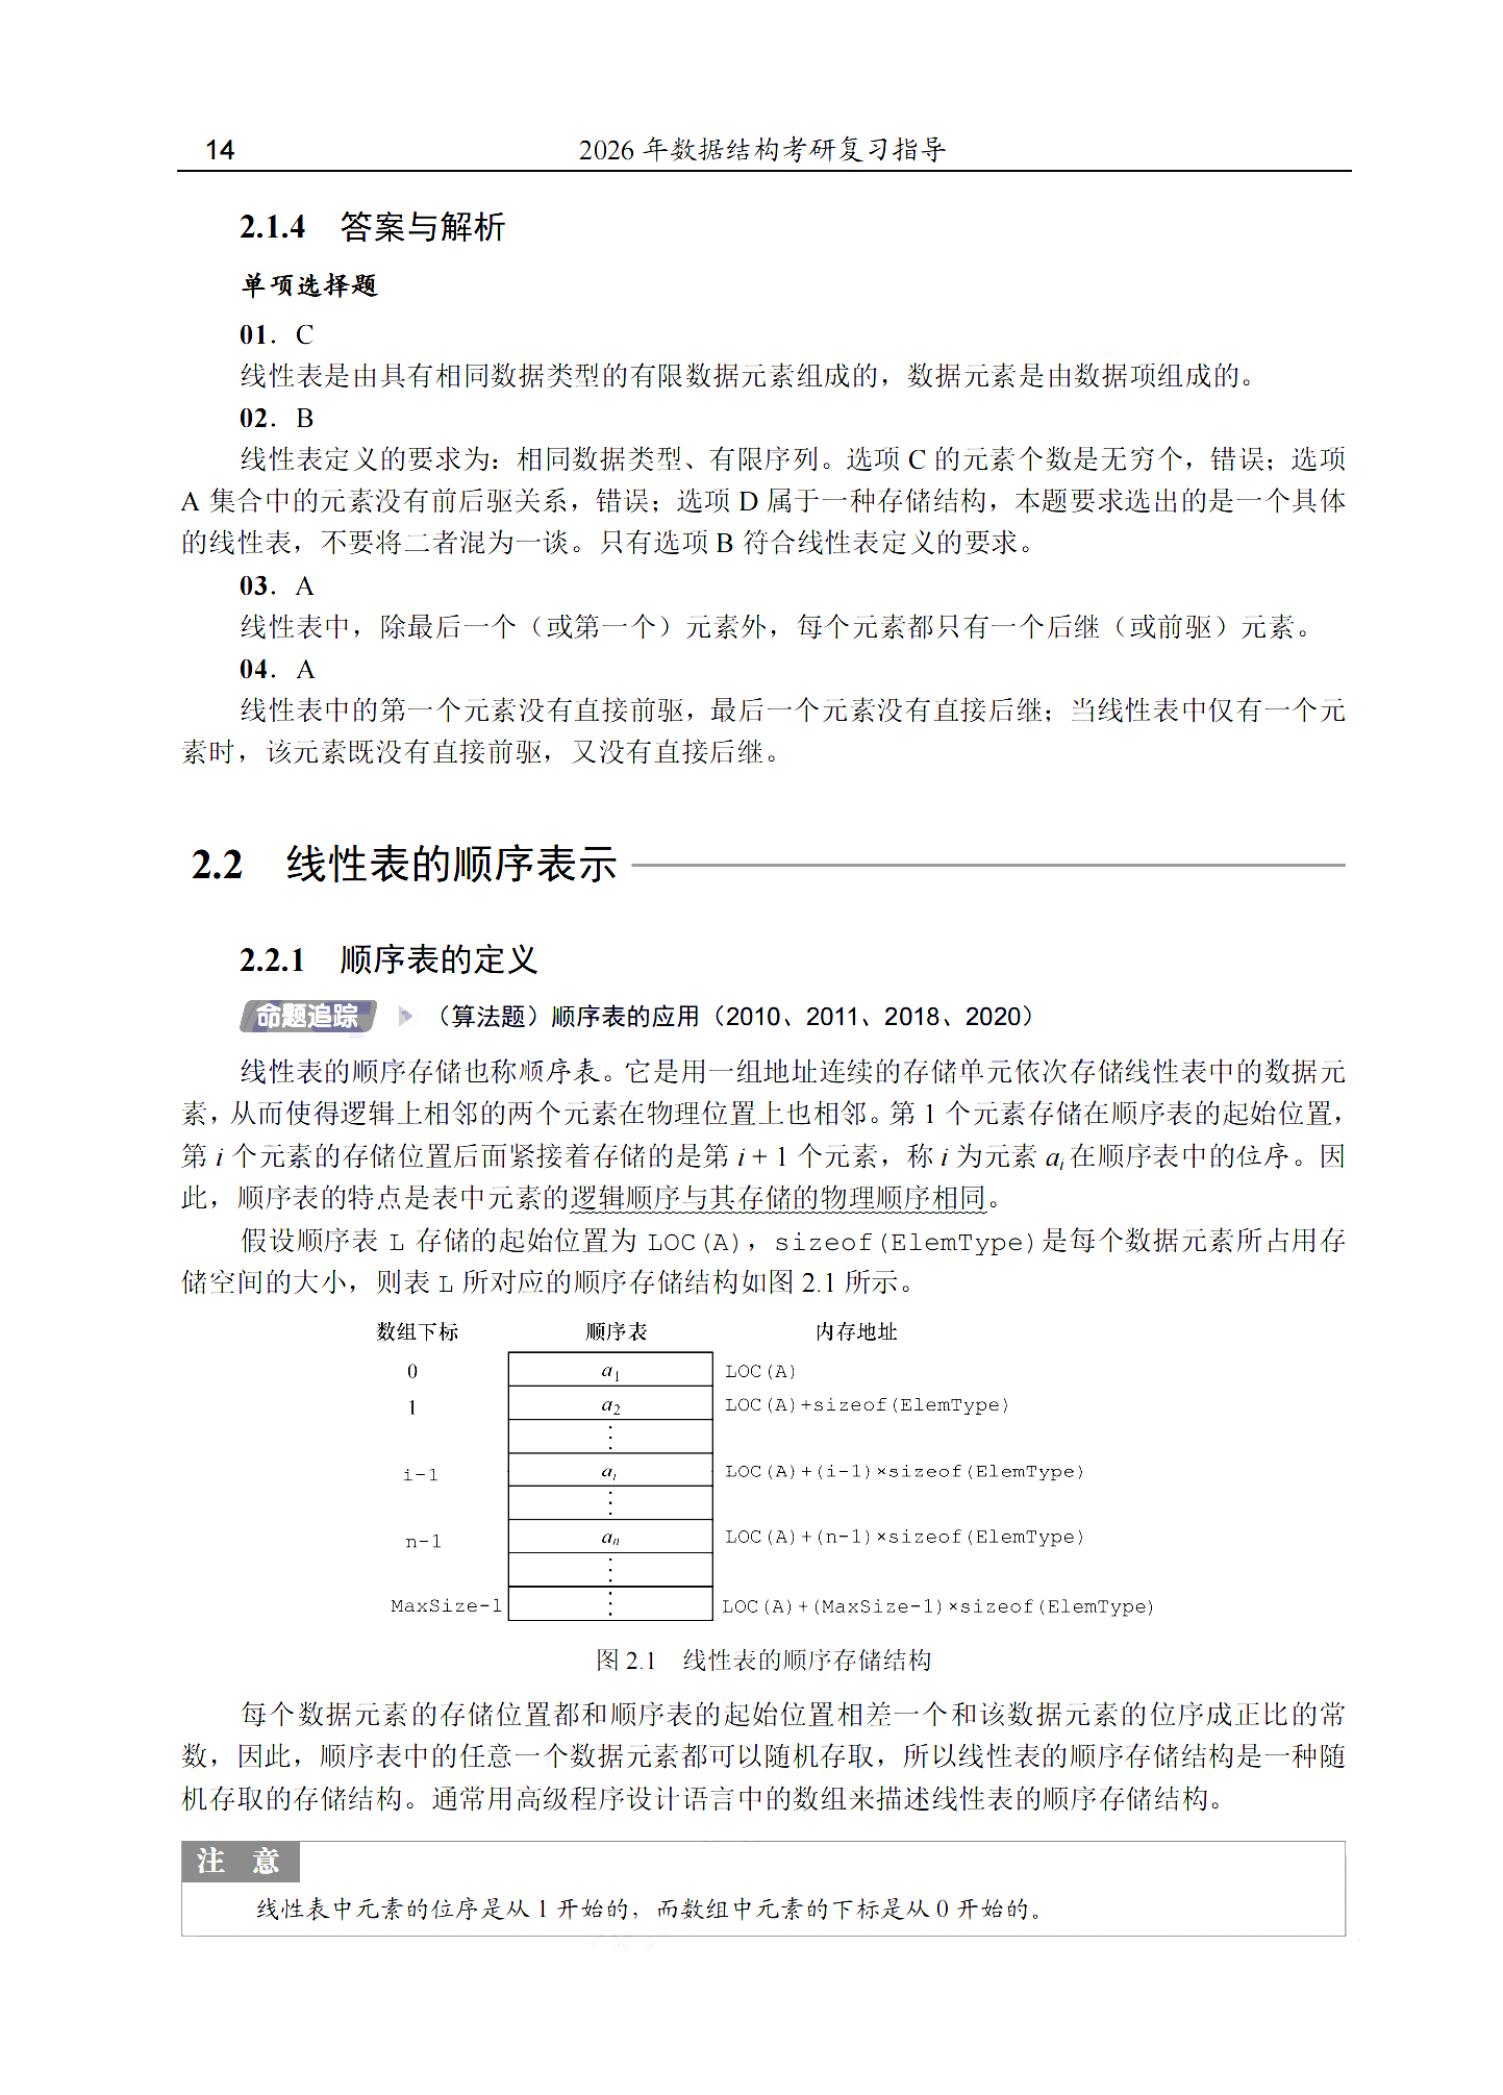 14 2026 年数据结构考研复习指导
2.1.4 答案与解析
单项选择题
01. C
线性表是由具有相同数据类型的有限数据元素组成的，数据元素是由数据项组成的。
02. B
线性表定义的要求为：相同数据类型、有限序列。选项 C 的元素个数是无穷个，错误；选项
A 集合中的元素没有前后驱关系，错误；选项 D 属于一种存储结构，本题要求选出的是一个具体
的线性表，不要将二者混为一谈。只有选项 B 符合线性表定义的要求。
03. A
线性表中，除最后一个（或第一个）元素外，每个元素都只有一个后继（或前驱）元素。
04. A
线性表中的第一个元素没有直接前驱，最后一个元素没有直接后继；当线性表中仅有一个元
素时，该元素既没有直接前驱，又没有直接后继。
2.2 线性表的顺序表示
2.2.1 顺序表的定义
命题追踪 （算法题）顺序表的应用（2010、2011、2018、2020）
线性表的顺序存储也称顺序表。它是用一组地址连续的存储单元依次存储线性表中的数据元
素，从而使得逻辑上相邻的两个元素在物理位置上也相邻。第 1 个元素存储在顺序表的起始位置，
第 i 个元素的存储位置后面紧接着存储的是第 i + 1 个元素，称 i 为元素 ai 在顺序表中的位序。因
此，顺序表的特点是表中元素的逻辑顺序与其存储的物理顺序相同。
假设顺序表 L 存储的起始位置为 LOC(A)，sizeof(ElemType)是每个数据元素所占用存
储空间的大小，则表 L 所对应的顺序存储结构如图 2.1 所示。
数组下标 顺序表 内存地址
0 a1 LOC(A)
1 a2 LOC(A)+sizeof(ElemType)
⋮
i-1 ai LOC(A)+(i-1)×sizeof(ElemType)
⋮
n-1 an LOC(A)+(n-1)×sizeof(ElemType)
⋮
MaxSize-1 ⋮ LOC(A)+(MaxSize-1)×sizeof(ElemType)
图 2.1 线性表的顺序存储结构
每个数据元素的存储位置都和顺序表的起始位置相差一个和该数据元素的位序成正比的常
数，因此，顺序表中的任意一个数据元素都可以随机存取，所以线性表的顺序存储结构是一种随
机存取的存储结构。通常用高级程序设计语言中的数组来描述线性表的顺序存储结构。
注 意
线性表中元素的位序是从 1 开始的，而数组中元素的下标是从 0 开始的。